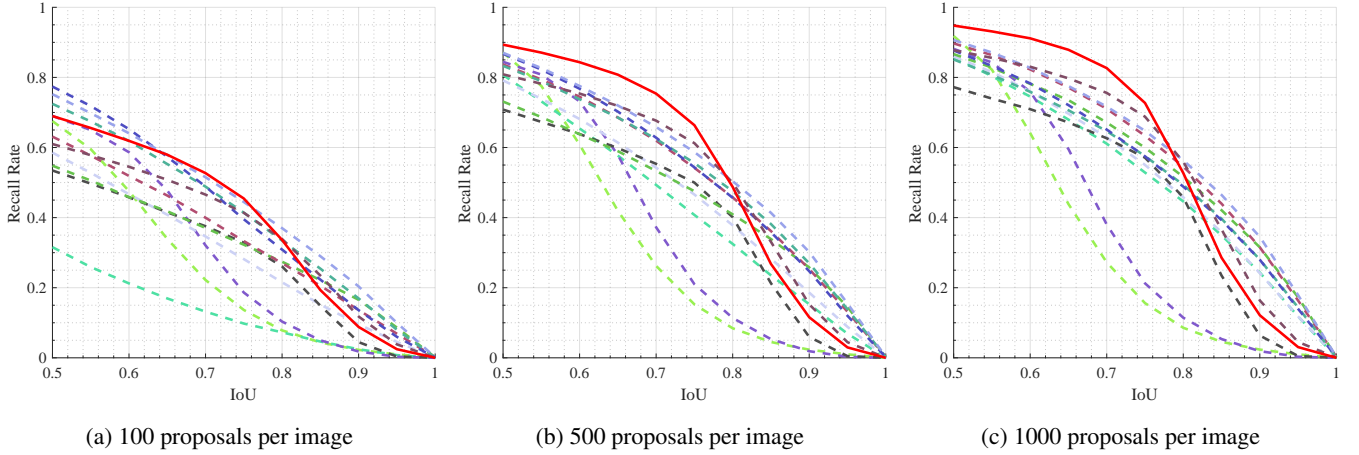 1
0.8
0.6
0.4
0.2
0
Recall Rate
0.5 0.6 0.7 0.8 0.9 1
IoU
(a) 100 proposals per image
1
0.8
0.6
0.4
0.2
0
Recall Rate
0.5 0.6 0.7 0.8 0.9 1
IoU
(b) 500 proposals per image
1
0.8
0.6
0.4
0.2
0
Recall Rate
0.5 0.6 0.7 0.8 0.9 1
IoU
(c) 1000 proposals per image